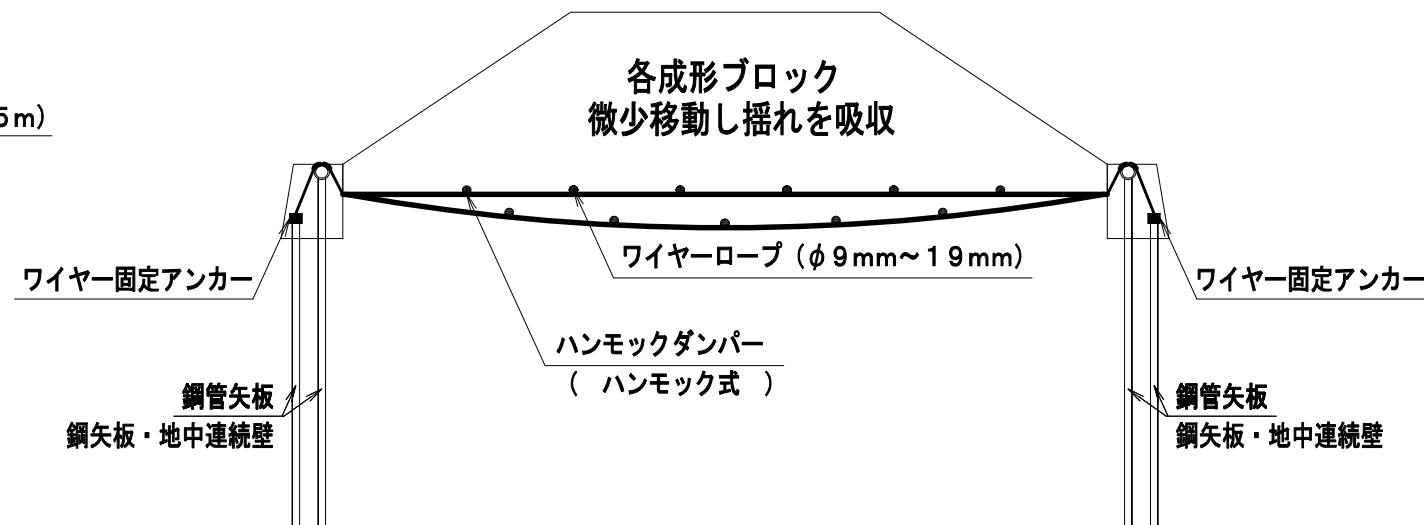 各成形ブロック
微少移動し揺れを吸収
5m)
ワイヤーロープ（φ9mm～19mm）
ワイヤー固定アンカー
ワイヤー固定アンカー
ハンモックダンパー
（　ハンモック式　）
鋼管矢板
鋼矢板・地中連続壁
鋼管矢板
鋼矢板・地中連続壁